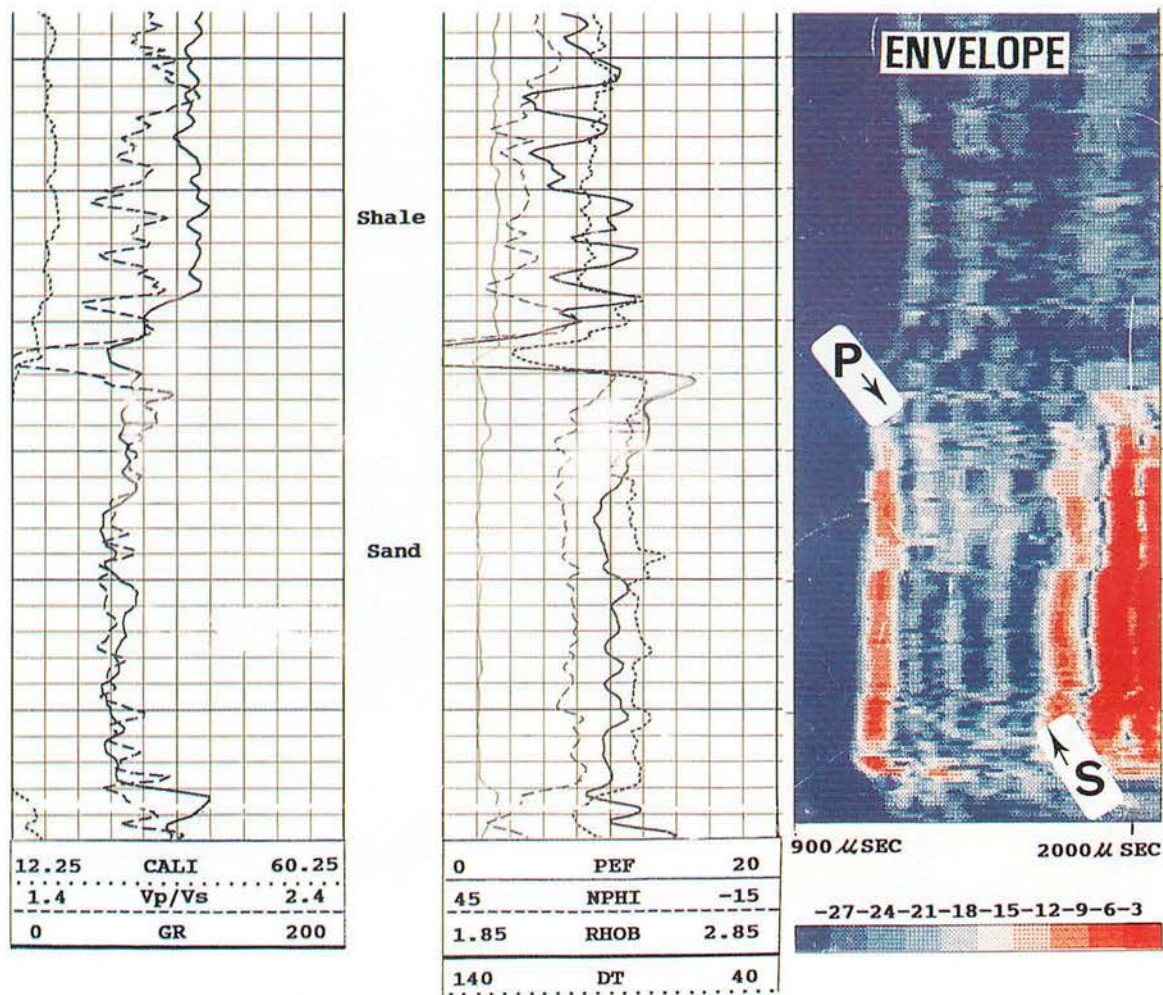 ENVELOPE
Shale
P
Sand
S
12.25 CALI 60.25
1.4 Vp/Vs 2.4
0 GR 200
0 PEF 20
45 NPHI -15
1.85 RHOB 2.85
140 DT 40
900 μSEC 2000 μSEC
-27-24-21-18-15-12-9-6-3